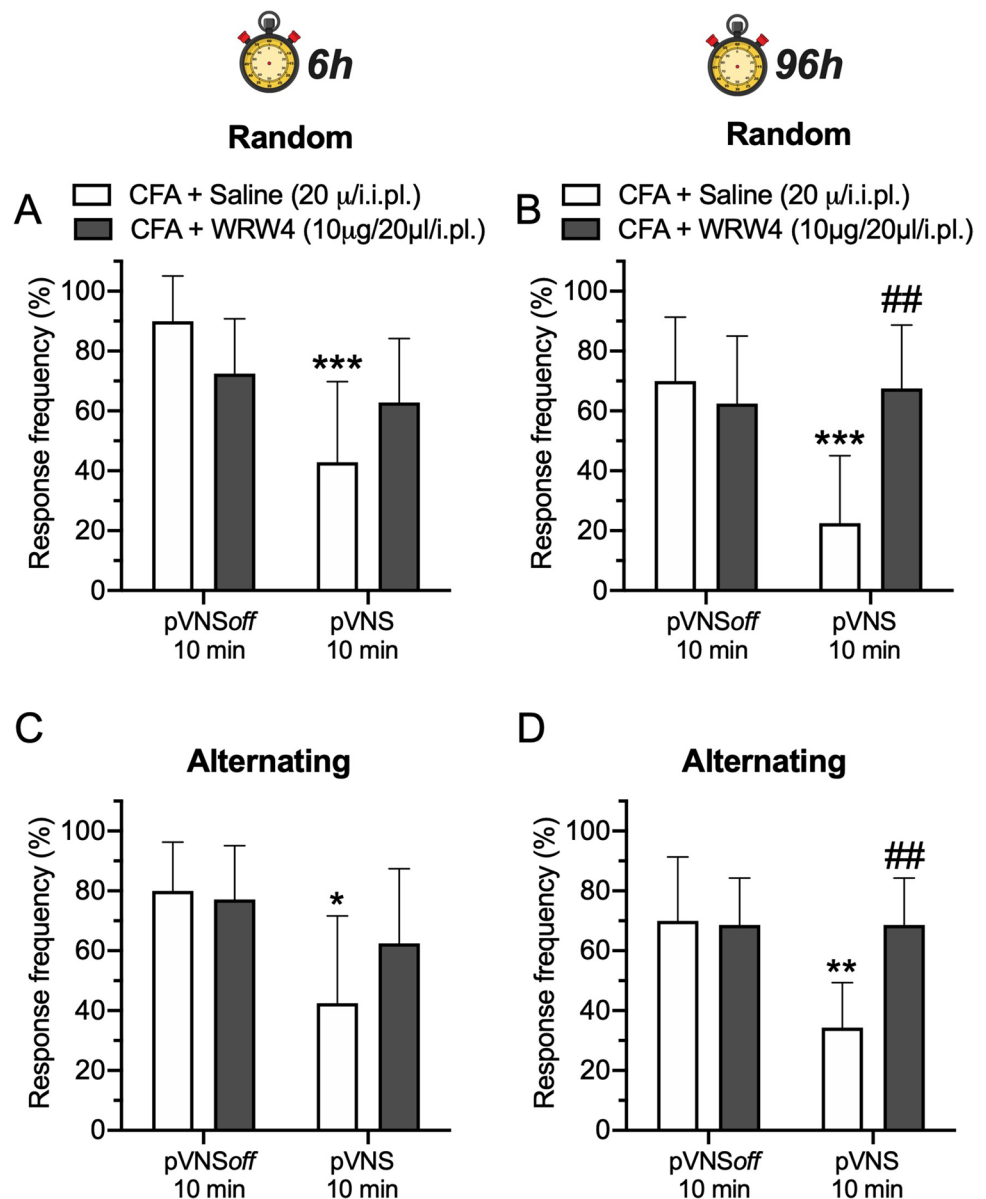 6h
96h
Random
Random
A
CFA + Saline (20 μ/i.i.pl.)
CFA + WRW4 (10μg/20μl/i.pl.)
B
CFA + Saline (20 μ/i.i.pl.)
CFA + WRW4 (10μg/20μl/i.pl.)
Response frequency (%)
100
80
60
40
20
0
***
pVNSoff
10 min
pVNS
10 min
Response frequency (%)
100
80
60
40
20
0
***
##
pVNSoff
10 min
pVNS
10 min
C
Alternating
Response frequency (%)
100
80
60
40
20
0
*
pVNSoff
10 min
pVNS
10 min
D
Alternating
Response frequency (%)
100
80
60
40
20
0
**
##
pVNSoff
10 min
pVNS
10 min